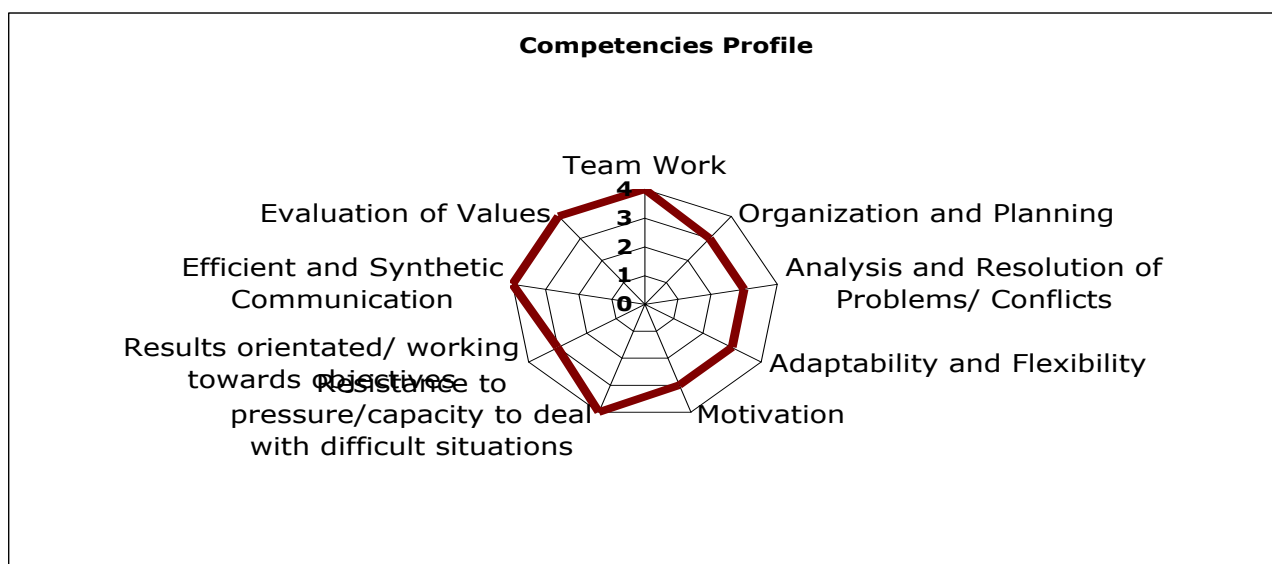 Competencies Profile
Team Work
4
3
2
1
0
Organization and Planning
Analysis and Resolution of
Problems/ Conflicts
Adaptability and Flexibility
Motivation
Resistance to
pressure/capacity to deal
with difficult situations
Results orientated/ working
towards objectives
Efficient and Synthetic
Communication
Evaluation of Values